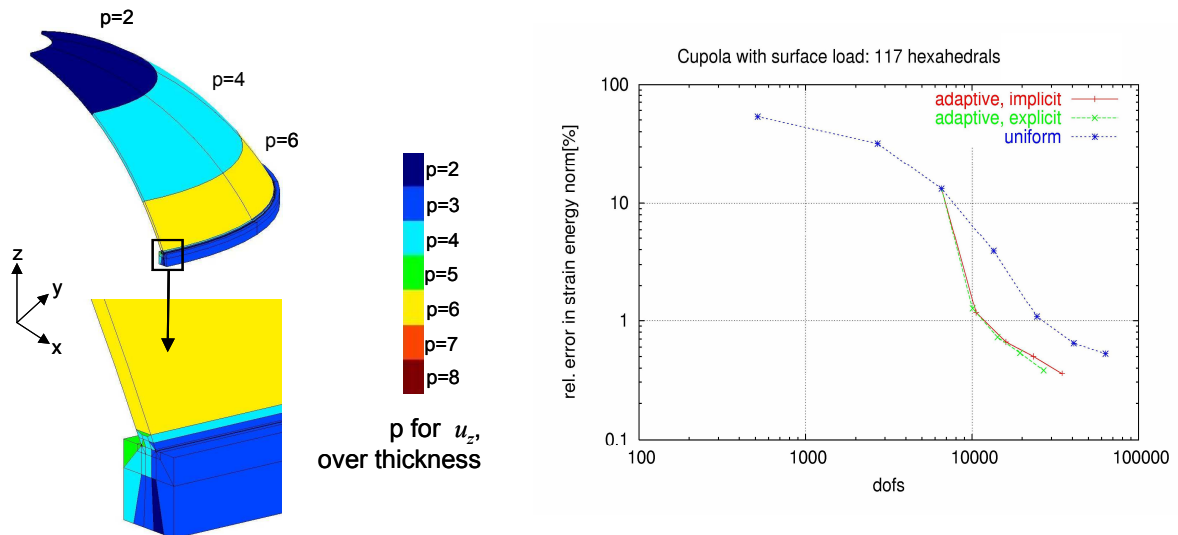 p=2
p=4
p=6
z
y
x
p=2
p=3
p=4
p=5
p=6
p=7
p=8
p for u_z,
over thickness
Cupola with surface load: 117 hexahedrals
adaptive, implicit
adaptive, explicit
uniform
rel. error in strain energy norm[%]
100
10
1
0.1
100
1000
10000
100000
dofs